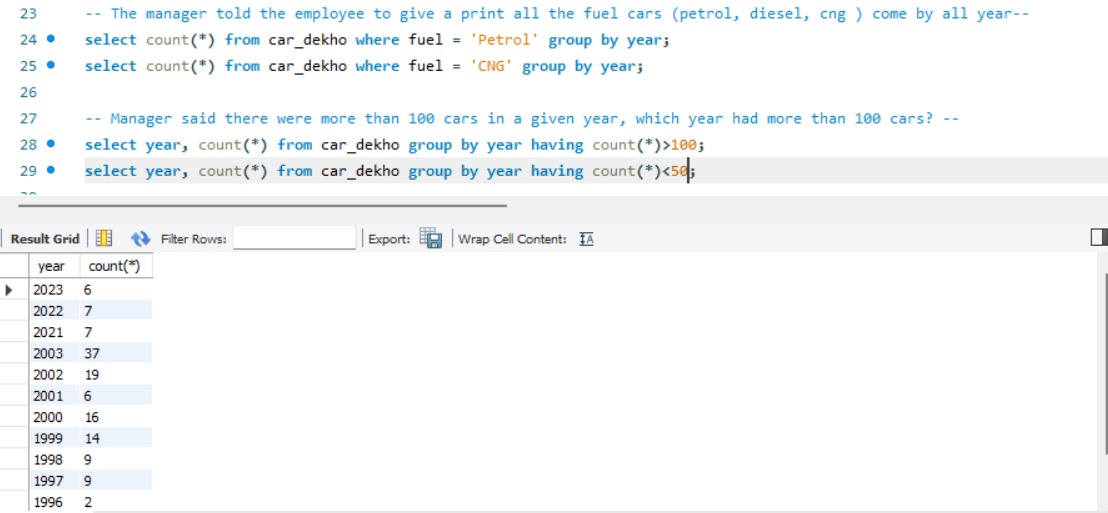 23 -- The manager told the employee to give a print all the fuel cars (petrol, diesel, cng ) come by all year--
24 select count(*) from car_dekho where fuel = 'Petrol' group by year;
25 select count(*) from car_dekho where fuel = 'CNG' group by year;
26
27 -- Manager said there were more than 100 cars in a given year, which year had more than 100 cars? --
28 select year, count(*) from car_dekho group by year having count(*)>100;
29 select year, count(*) from car_dekho group by year having count(*)<50;
Result Grid Filter Rows: Export: Wrap Cell Content:
year count(*)
2023 6
2022 7
2021 7
2003 37
2002 19
2001 6
2000 16
1999 14
1998 9
1997 9
1996 2